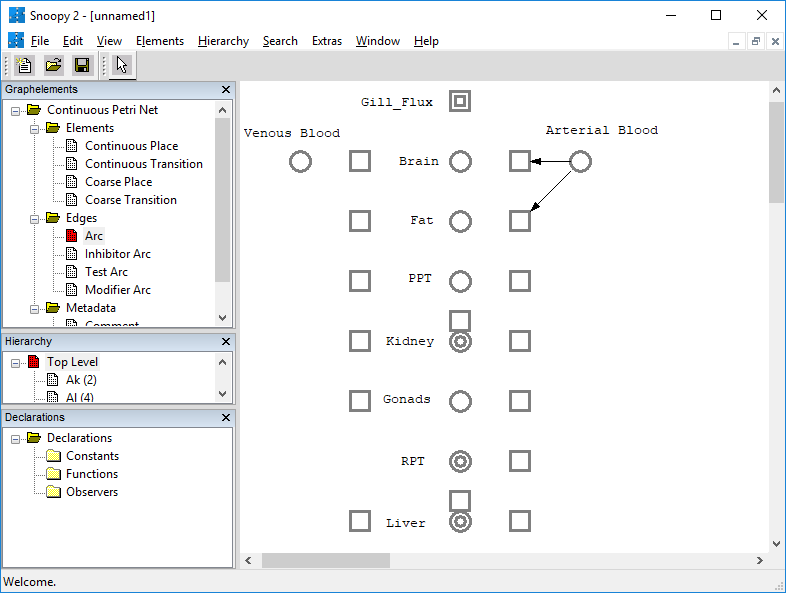 Snoopy 2 - [unnamed1]
File Edit View Elements Hierarchy Search Extras Window Help
Graphelements
Continuous Petri Net
Elements
Continuous Place
Continuous Transition
Coarse Place
Coarse Transition
Edges
Arc
Inhibitor Arc
Test Arc
Modifier Arc
Metadata
Comment
Hierarchy
Top Level
Ak (2)
Al (4)
Declarations
Declarations
Constants
Functions
Observers
Gill_Flux
Venous Blood
Arterial Blood
Brain
Fat
PPT
Kidney
Gonads
RPT
Liver
Welcome.